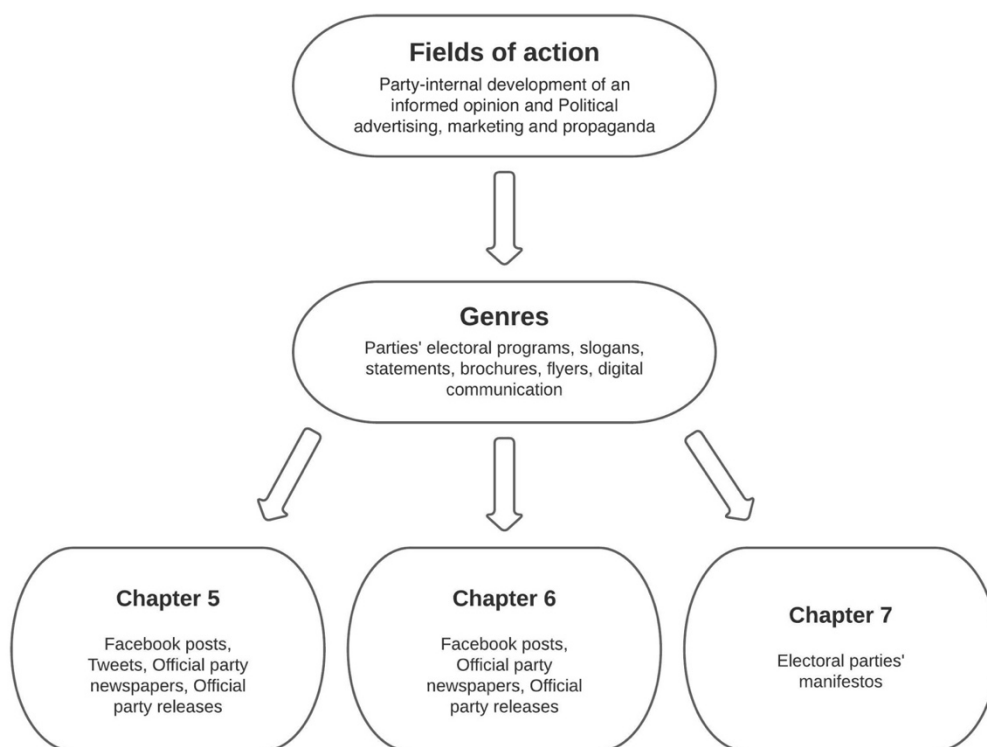 Fields of action
Party-internal development of an
informed opinion and Political
advertising, marketing and propaganda
Genres
Parties' electoral programs, slogans,
statements, brochures, flyers, digital
communication
Chapter 5
Facebook posts,
Tweets, Official party
newspapers, Official
party releases
Chapter 6
Facebook posts,
Official party
newspapers, Official
party releases
Chapter 7
Electoral parties'
manifestos